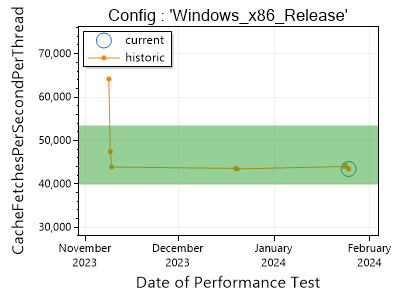 Config : 'Windows_x86_Release'
CacheFetchesPerSecondPerThread
current
historic
70,000
60,000
50,000
40,000
30,000
November
2023
December
2023
January
2024
February
2024
Date of Performance Test